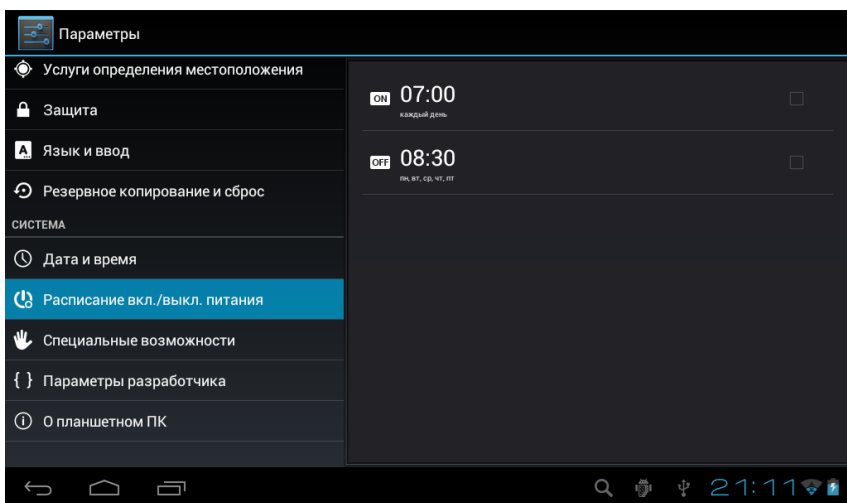 Параметры
Услуги определения местоположения
Защита
Язык и ввод
Резервное копирование и сброс
СИСТЕМА
Дата и время
Расписание вкл./выкл. питания
Специальные возможности
Параметры разработчика
О планшетном ПК
ON 07:00
каждый день
OFF 08:30
пн, вт, ср, чт, пт
21:11